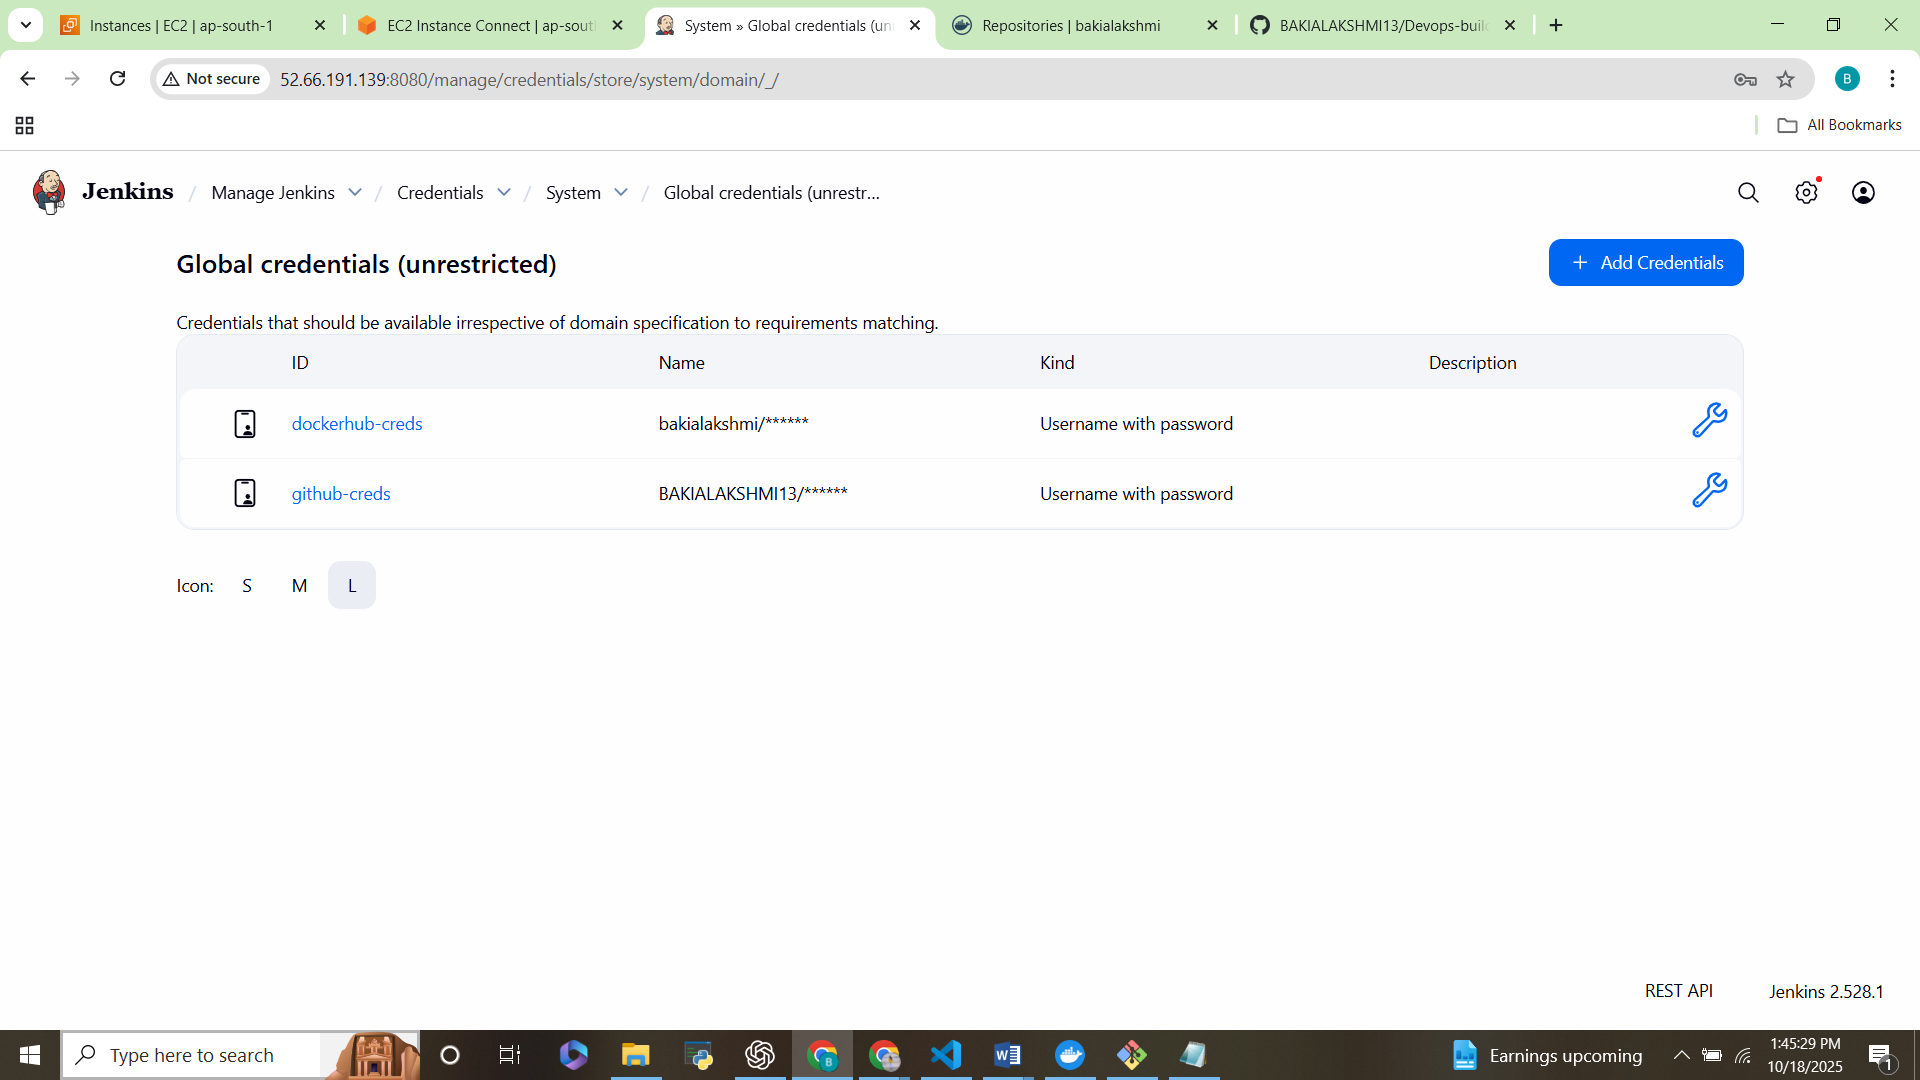 Instances | EC2 | ap-south-1
EC2 Instance Connect | ap-sout
System » Global credentials (un
Repositories | bakialakshmi
BAKIALAKSHMI13/Devops-buil
Not secure
52.66.191.139:8080/manage/credentials/store/system/domain/_/
B
All Bookmarks
Jenkins / Manage Jenkins / Credentials / System / Global credentials (unrestr...
Global credentials (unrestricted)
+ Add Credentials
Credentials that should be available irrespective of domain specification to requirements matching.
ID Name Kind Description
dockerhub-creds bakialakshmi/****** Username with password
github-creds BAKIALAKSHMI13/****** Username with password
Icon: S M L
REST API Jenkins 2.528.1
Type here to search
B
Earnings upcoming
1:45:29 PM
10/18/2025
1